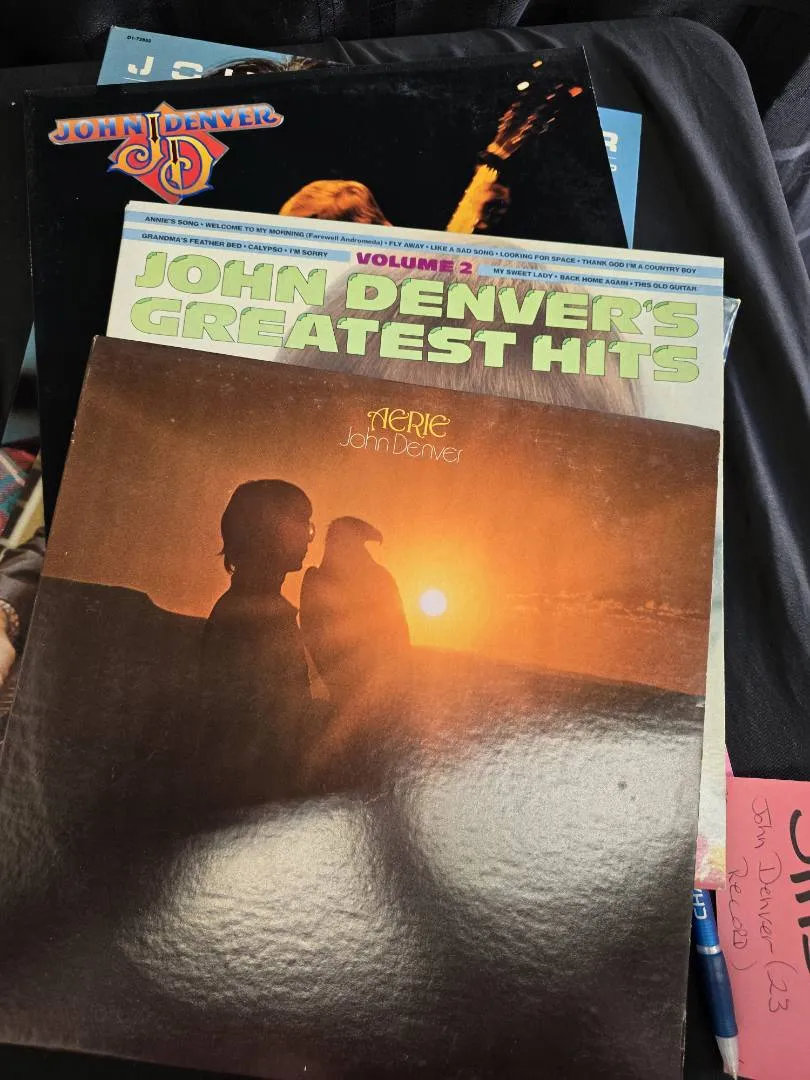 JOHN DENVER
JD
ANNIE'S SONG • WELCOME TO MY MORNING (Farewell Andromeda) • FLY AWAY • LIKE A SAD SONG • LOOKING FOR SPACE • THANK GOD I'M A COUNTRY BOY
GRANDMA'S FEATHER BED • CALYPSO • I'M SORRY
VOLUME 2
MY SWEET LADY • BACK HOME AGAIN • THIS OLD GUITAR
JOHN DENVER'S
GREATEST HITS
AERIE
John Denver
John Denver (23
RECORD)